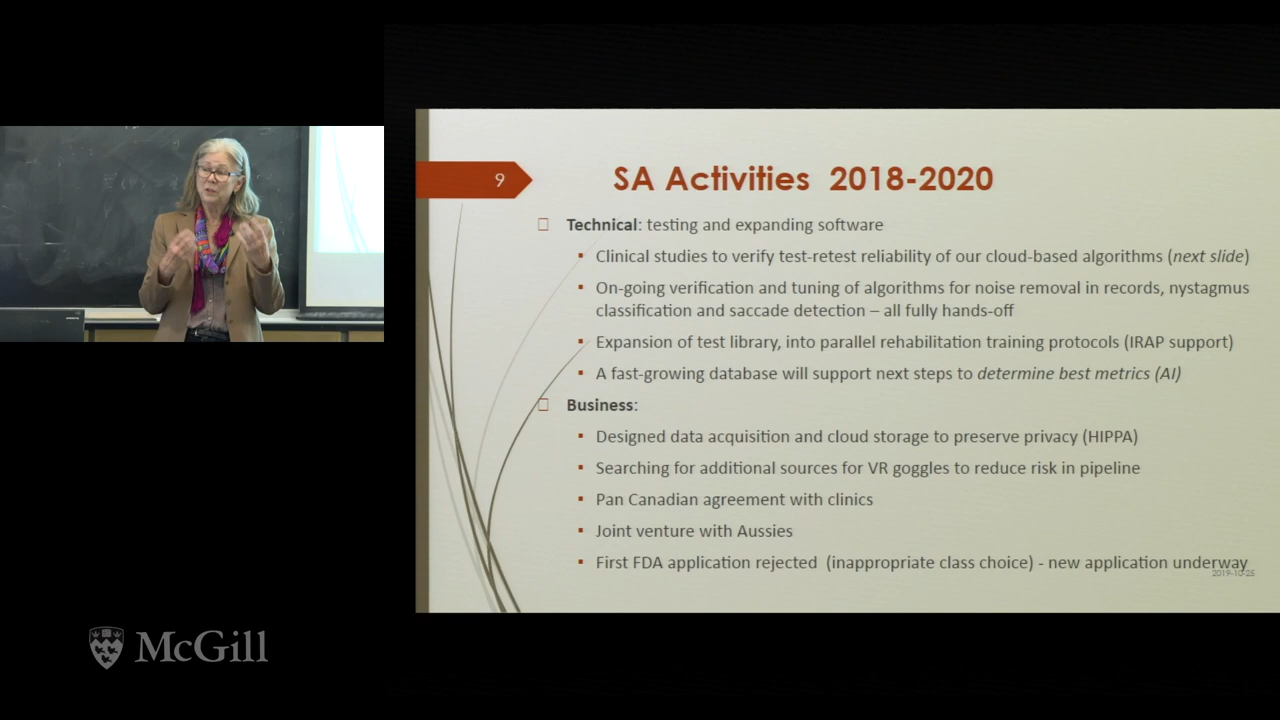 9
SA Activities 2018-2020
Technical: testing and expanding software
Clinical studies to verify test-retest reliability of our cloud-based algorithms (next slide)
On-going verification and tuning of algorithms for noise removal in records, nystagmus
classification and saccade detection – all fully hands-off
Expansion of test library, into parallel rehabilitation training protocols (IRAP support)
A fast-growing database will support next steps to determine best metrics (AI)
Business:
Designed data acquisition and cloud storage to preserve privacy (HIPPA)
Searching for additional sources for VR goggles to reduce risk in pipeline
Pan Canadian agreement with clinics
Joint venture with Aussies
First FDA application rejected (inappropriate class choice) - new application underway
2019-10-25
McGill